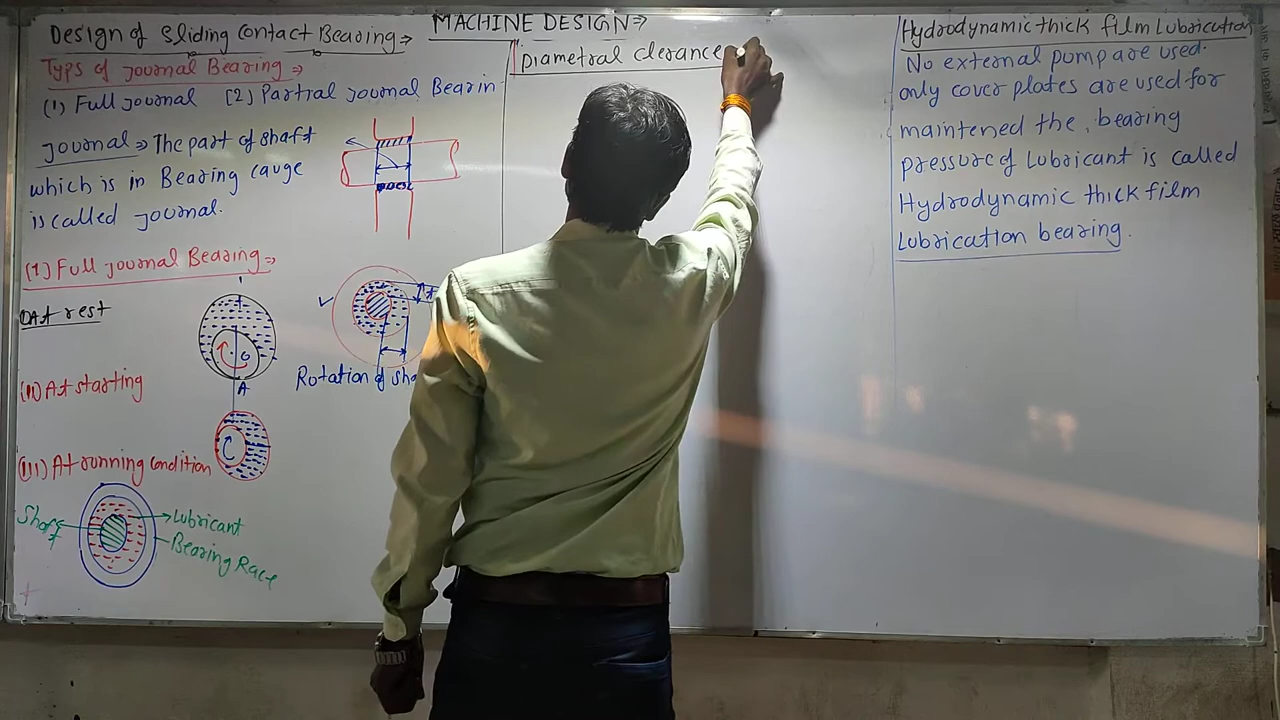 MACHINE DESIGN⇒
Design of Sliding Contact Bearing⇒
Typs of Journal Bearing⇒
(1) Full Journal (2) Partial Journal Bearin
Journal⇒ The part of shaft
which is in Bearing cauge
is called journal.
(1) Full Journal Bearing⇒
(I) At rest
G
A
(II) At starting
Rotation of sha
(III) At running condition
Shaft
Lubricant
Bearing Race
Diametral clerance
Hydrodynamic thick film Lubrication
No external pump are used.
only cover plates are used for
maintened the bearing
pressure of Lubricant is called
Hydrodynamic thick film
Lubrication bearing.